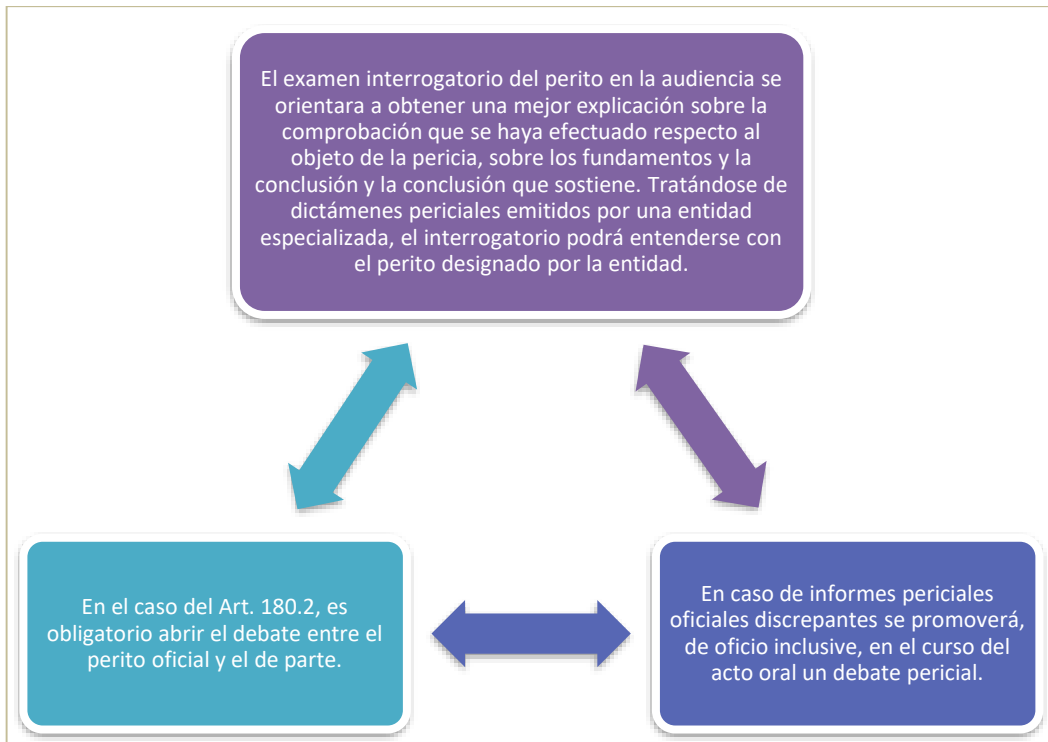 El examen interrogatorio del perito en la audiencia se
orientara a obtener una mejor explicación sobre la
comprobación que se haya efectuado respecto al
objeto de la pericia, sobre los fundamentos y la
conclusión y la conclusión que sostiene. Tratándose de
dictámenes periciales emitidos por una entidad
especializada, el interrogatorio podrá entenderse con
el perito designado por la entidad.
En el caso del Art. 180.2, es
obligatorio abrir el debate entre el
perito oficial y el de parte.
En caso de informes periciales
oficiales discrepantes se promoverá,
de oficio inclusive, en el curso del
acto oral un debate pericial.